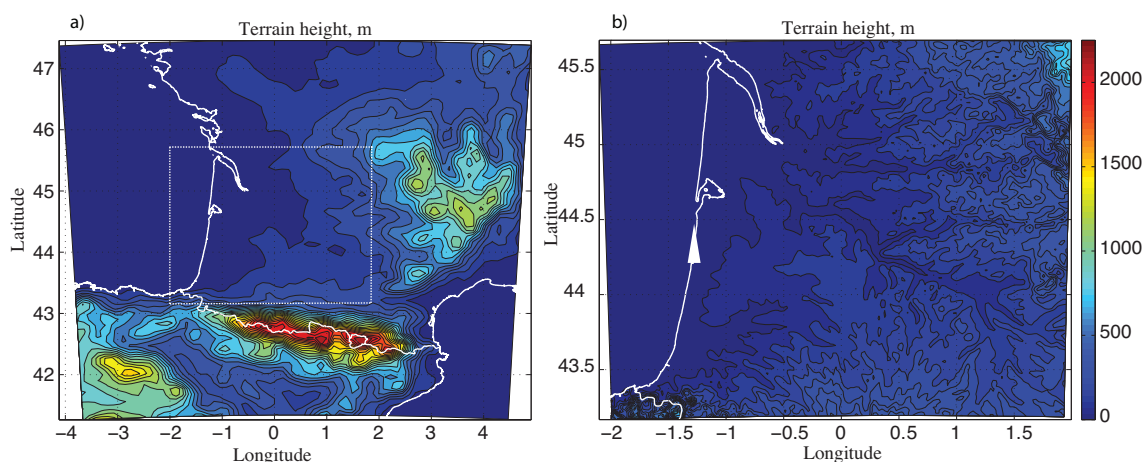 a)
Terrain height, m
47
46
45
44
43
42
Latitude
−4 −3 −2 −1 0 1 2 3 4
Longitude
b)
Terrain height, m
45.5
45
44.5
44
43.5
Latitude
−2 −1.5 −1 −0.5 0 0.5 1 1.5
Longitude
2000
1500
1000
500
0